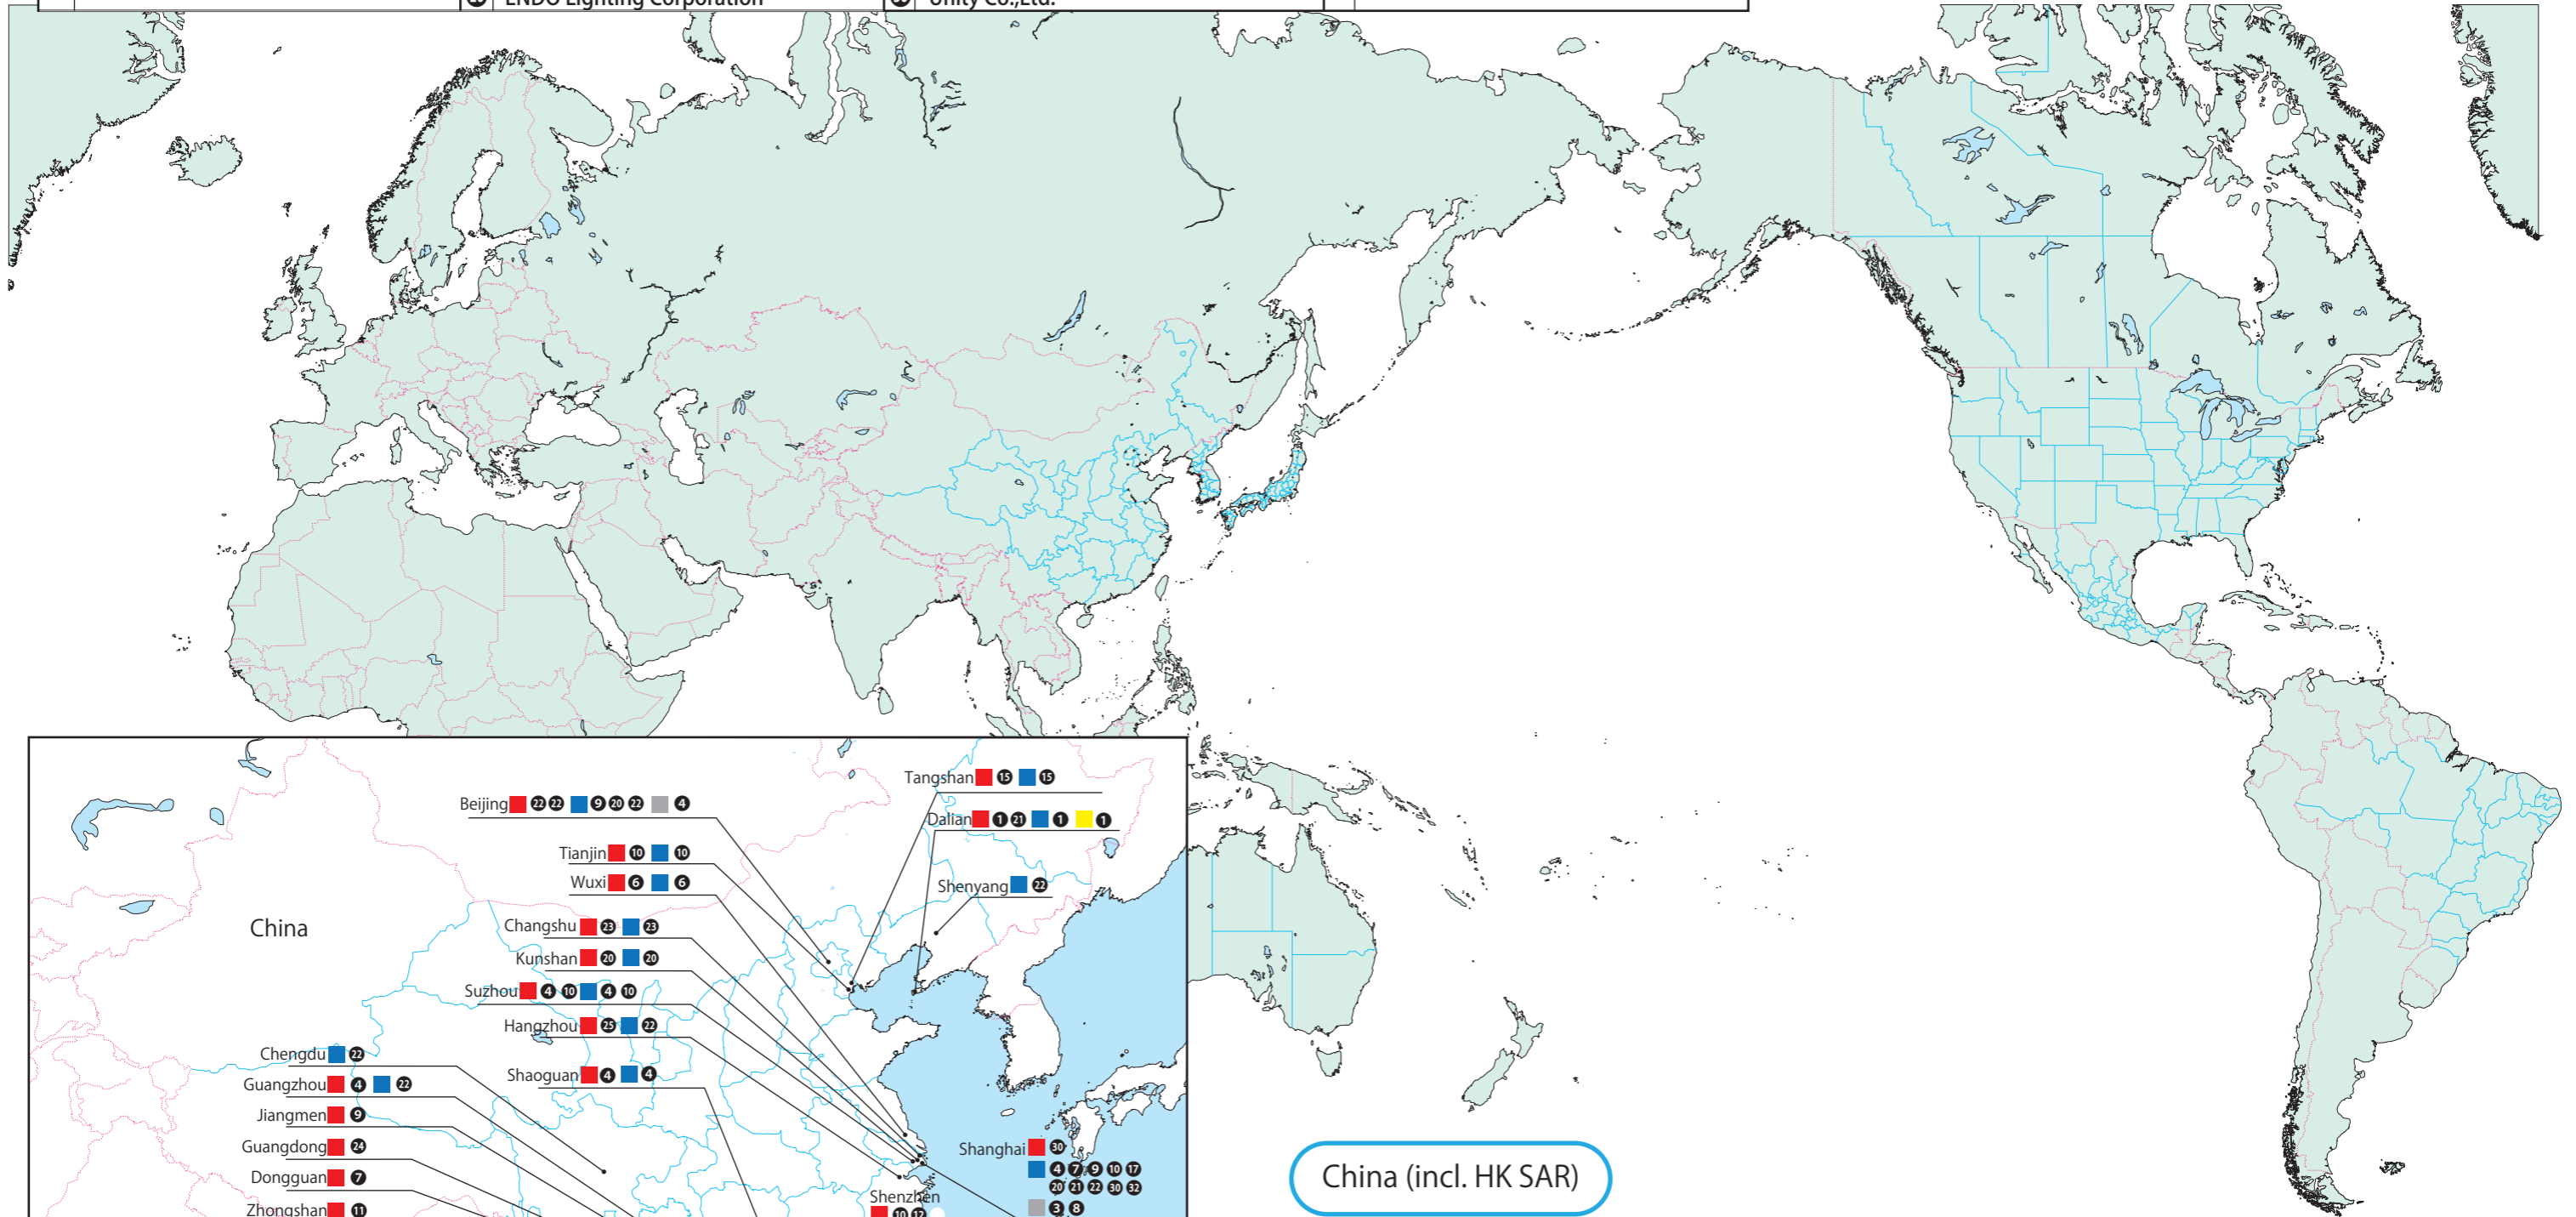 ENDO Lighting Corporation
Unity Co.,Ltd.
Tangshan 15 15
Beijing 22 22 9 20 22 4
Dalian 1 21 1 1
Tianjin 10 10
Wuxi 6 6
Shenyang 22
China
Changshu 23 23
Kunshan 20 20
Suzhou 4 10 4 10
Hangzhou 25 22
Chengdu 22
Shaoguan 4 4
Guangzhou 4 22
Jiangmen 9
Guangdong 24
Shanghai 30
4 7 9 10 17
20 21 22 30 32
3 8
Dongguan 7
Zhongshan 11
Shenzhen
10 12
China (incl. HK SAR)